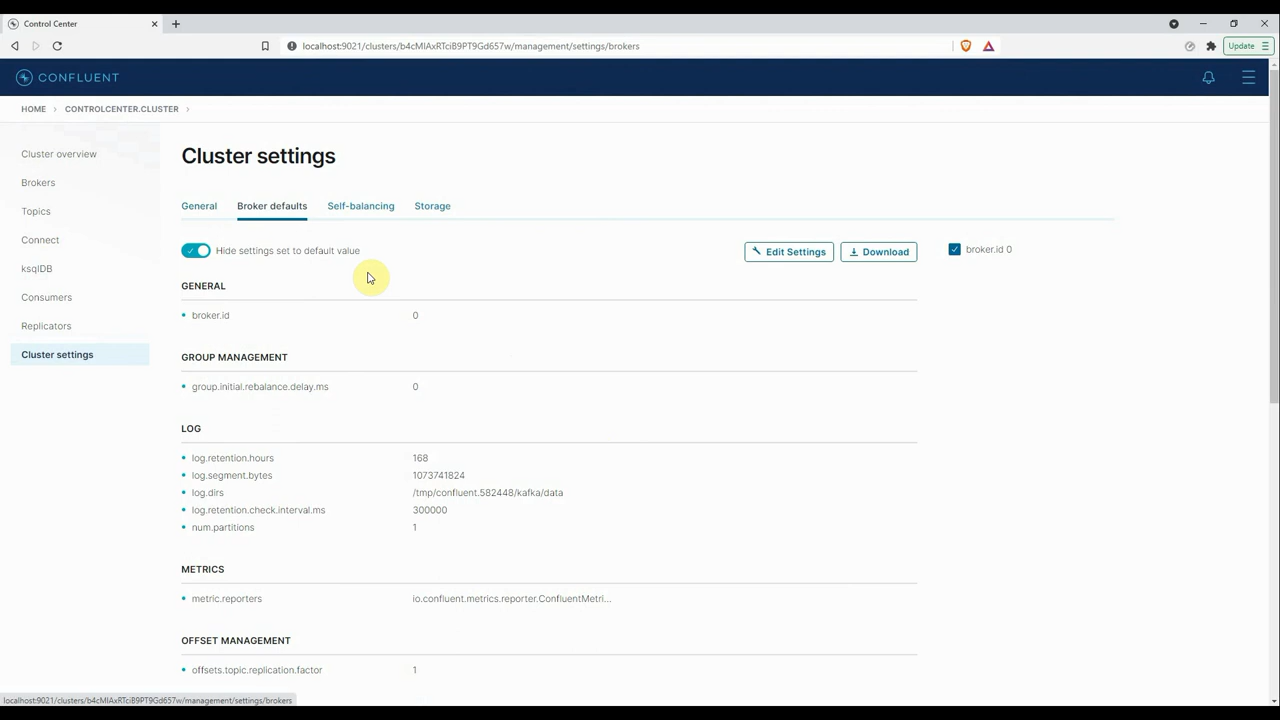 Control Center
localhost:9021/clusters/b4cMIAxRTciB9PT9Gd657w/management/settings/brokers
Update
CONFLUENT
HOME > CONTROLCENTER.CLUSTER >
Cluster overview
Brokers
Topics
Connect
ksqlDB
Consumers
Replicators
Cluster settings
Cluster settings
General Broker defaults Self-balancing Storage
Hide settings set to default value Edit Settings Download broker.id 0
GENERAL
broker.id 0
GROUP MANAGEMENT
group.initial.rebalance.delay.ms 0
LOG
log.retention.hours 168
log.segment.bytes 1073741824
log.dirs /tmp/confluent.582448/kafka/data
log.retention.check.interval.ms 300000
num.partitions 1
METRICS
metric.reporters io.confluent.metrics.reporter.ConfluentMetri...
OFFSET MANAGEMENT
offsets.topic.replication.factor 1
localhost:9021/clusters/b4cMIAxRTciB9PT9Gd657w/management/settings/brokers